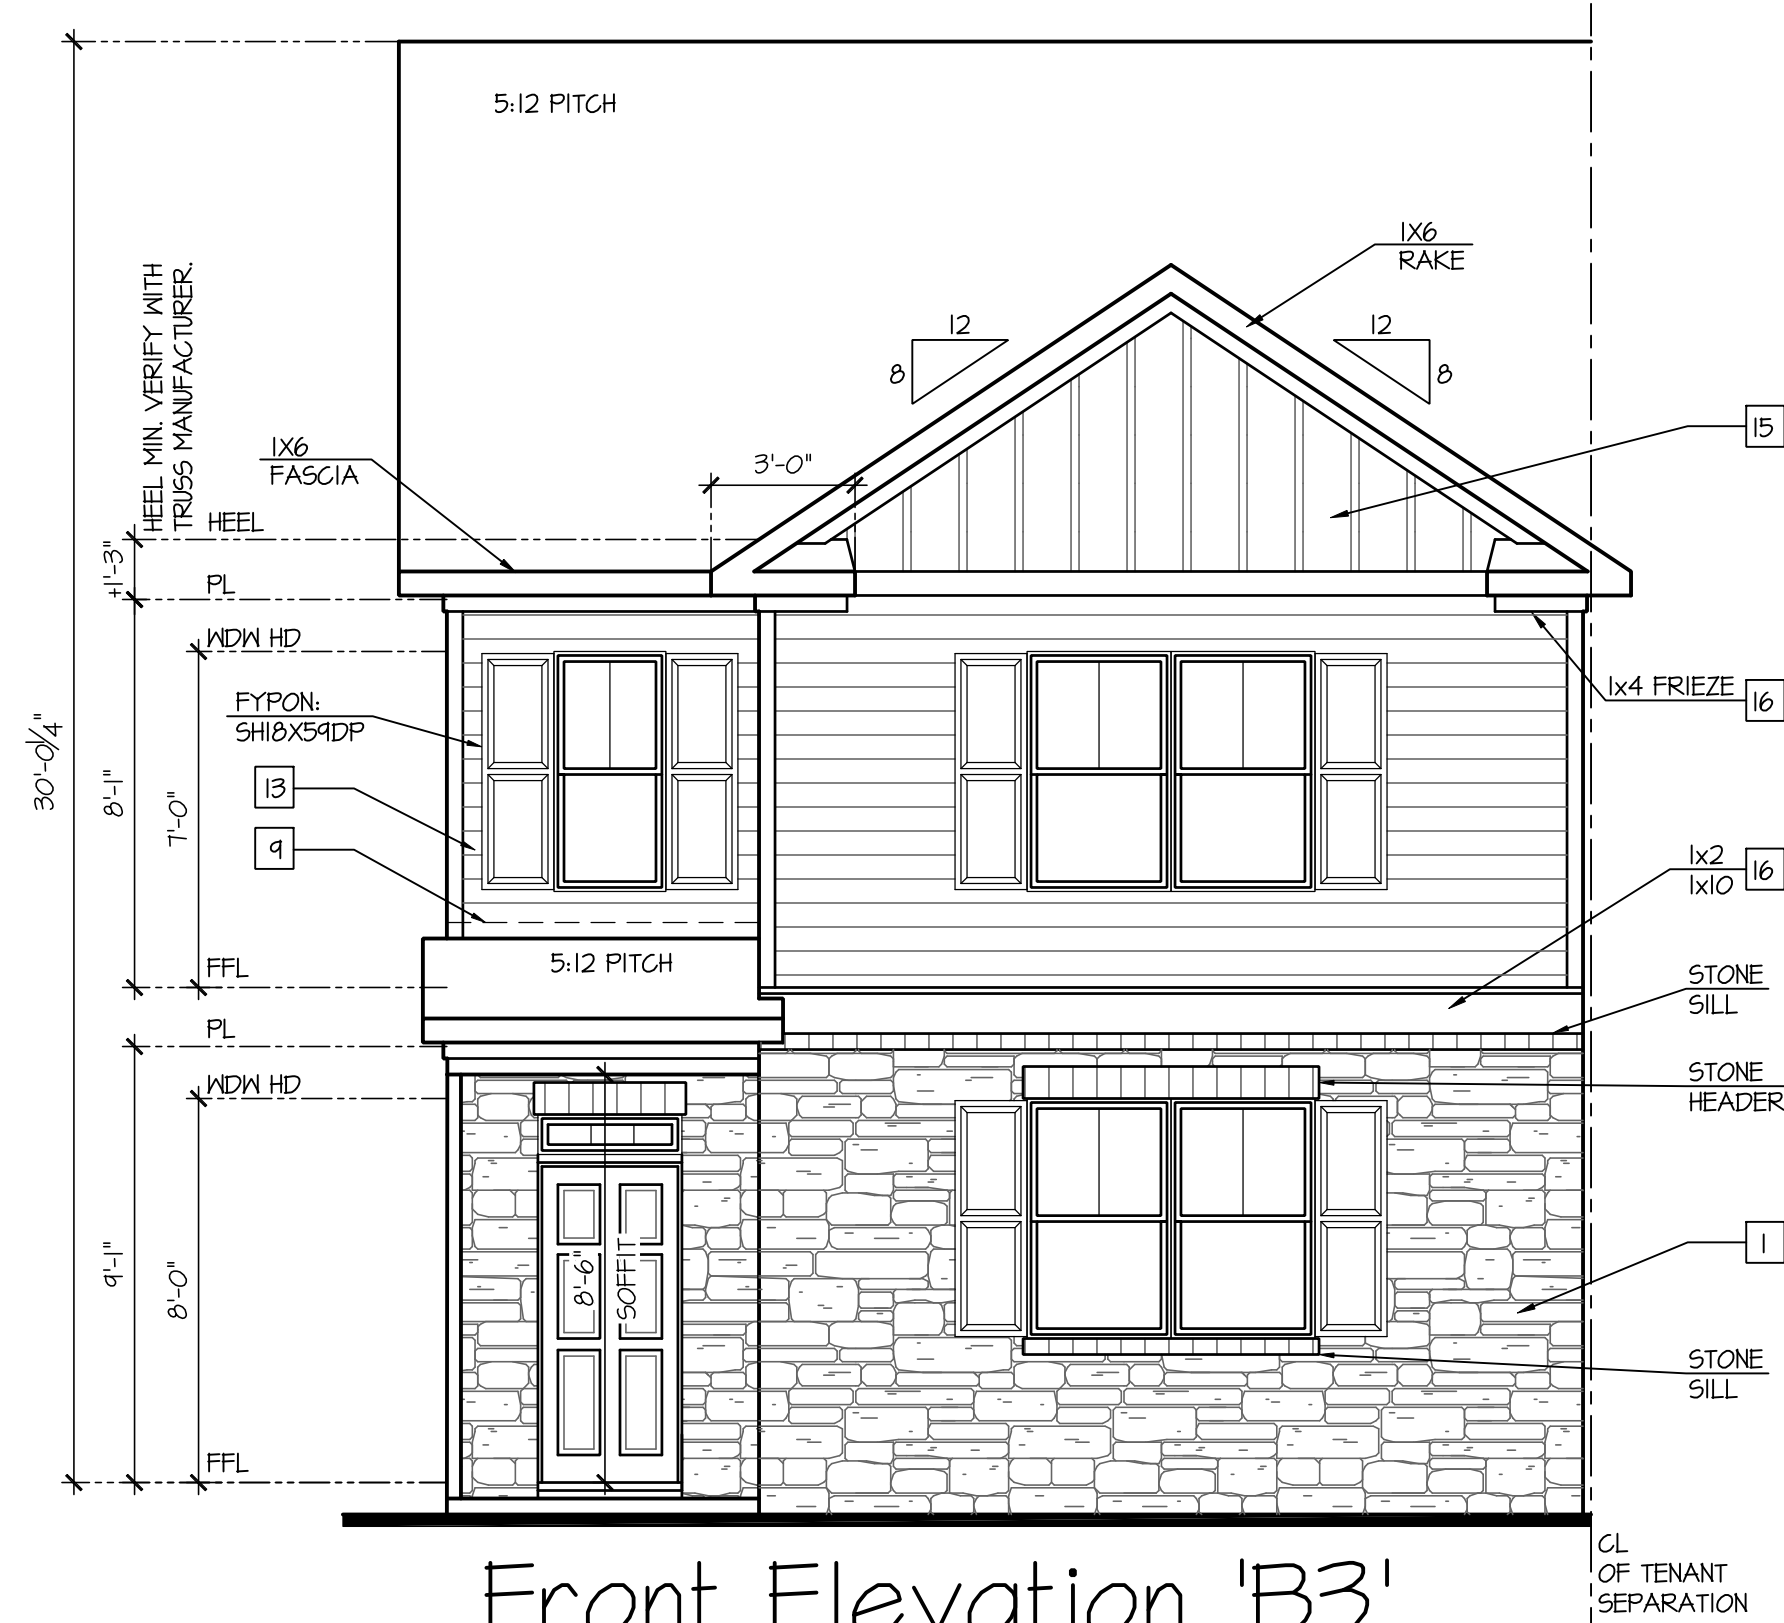 5:12 PITCH
1X6
RAKE
12
8
12
8
15
HEEL MIN. VERIFY WITH
TRUSS MANUFACTURER.
1X6
FASCIA
3'-0"
HEEL
+1'-3"
PL
WDW HD
FYPON:
SH18X59DP
1x4 FRIEZE
16
30'-0 1/4"
8'-1"
7'-0"
13
9
1x2
1x10
16
FFL
5:12 PITCH
STONE
SILL
PL
WDW HD
STONE
HEADER
9'-1"
8'-0"
8'-6"
SOFFIT
1
STONE
SILL
FFL
CL
OF TENANT
SEPARATION
Front Elevation 'B3'